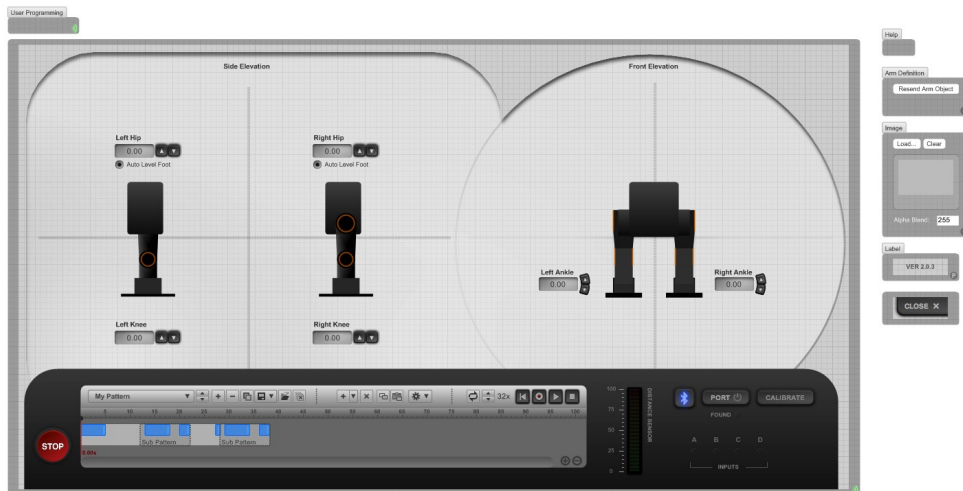 User Programming
Side Elevation
Front Elevation
Left Hip
0.00
Auto Level Foot
Right Hip
0.00
Auto Level Foot
Left Ankle
0.00
Right Ankle
0.00
Left Knee
0.00
Right Knee
0.00
My Pattern
32x
5 10 15 20 25 30 35 40 45 50 55 60 65 70 75 80 85 90 95 100
Sub Pattern
Sub Pattern
0.00s
STOP
100
75
50
25
0
DISTANCE SENSOR
PORT
CALIBRATE
FOUND
A B C D
INPUTS
Help
Arm Definition
Resend Arm Object
Image
Load... Clear
Alpha Blend: 255
Label
VER 2.0.3
CLOSE X